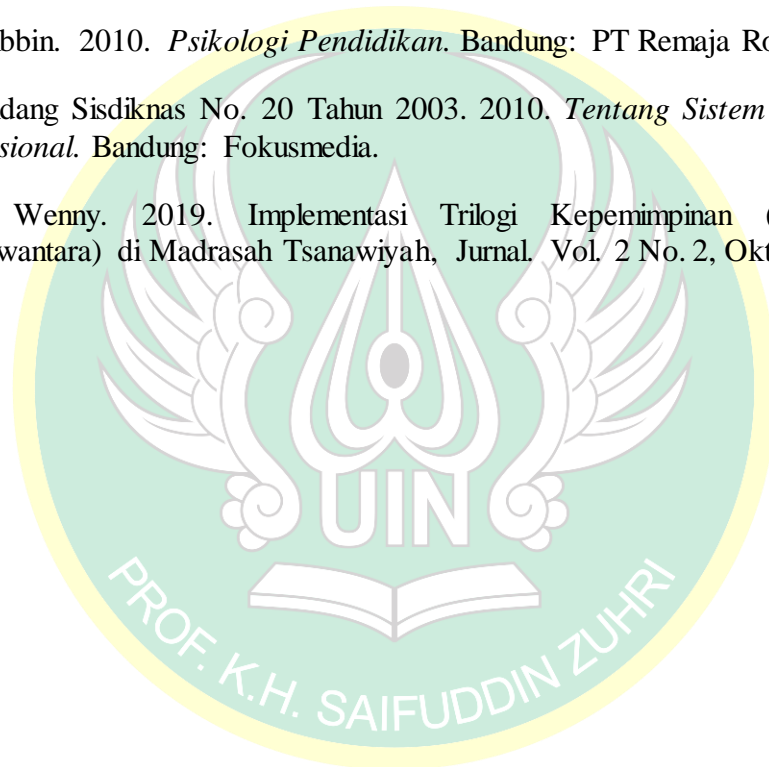 bbin. 2010. Psikologi Pendidikan. Bandung: PT Remaja Ro
dang Sisdiknas No. 20 Tahun 2003. 2010. Tentang Sistem
sional. Bandung: Fokusmedia.
Wenny. 2019. Implementasi Trilogi Kepemimpinan (
wantara) di Madrasah Tsanawiyah, Jurnal. Vol. 2 No. 2, Okt
UIN
PROF. K.H. SAIFUDDIN ZUHRI